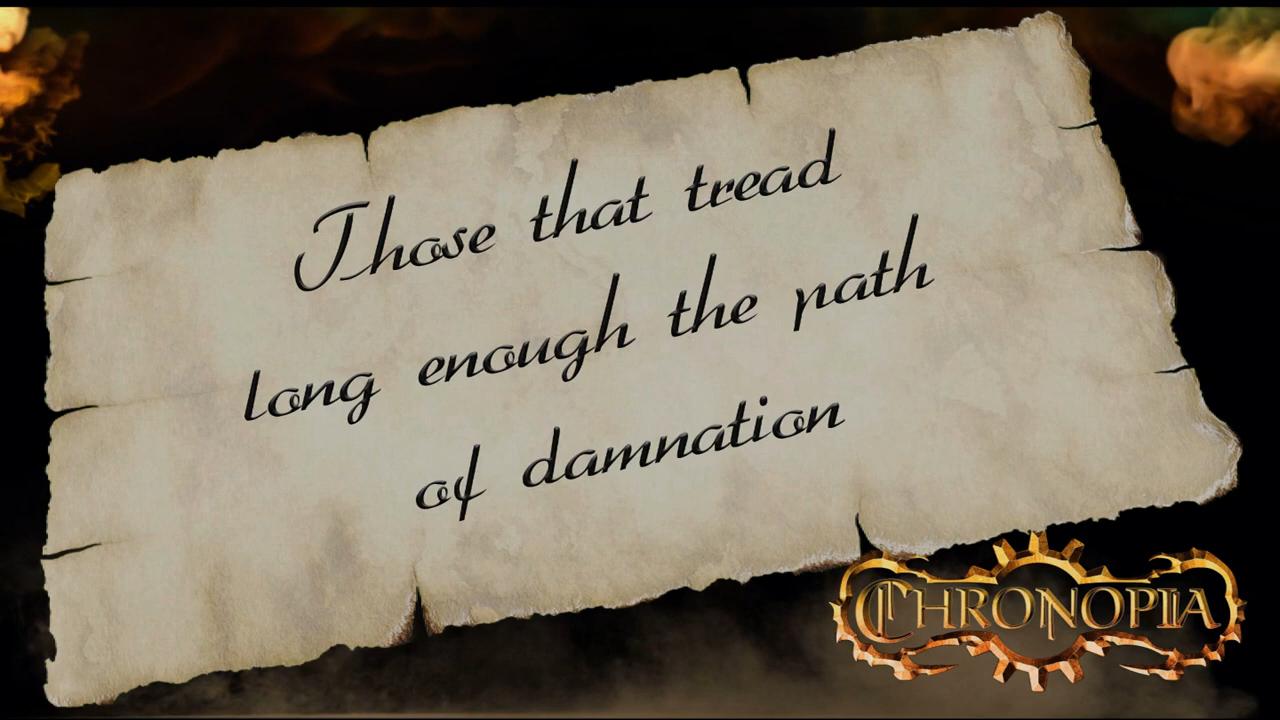 Those that tread
long enough the path
of damnation
CHRONOPIA